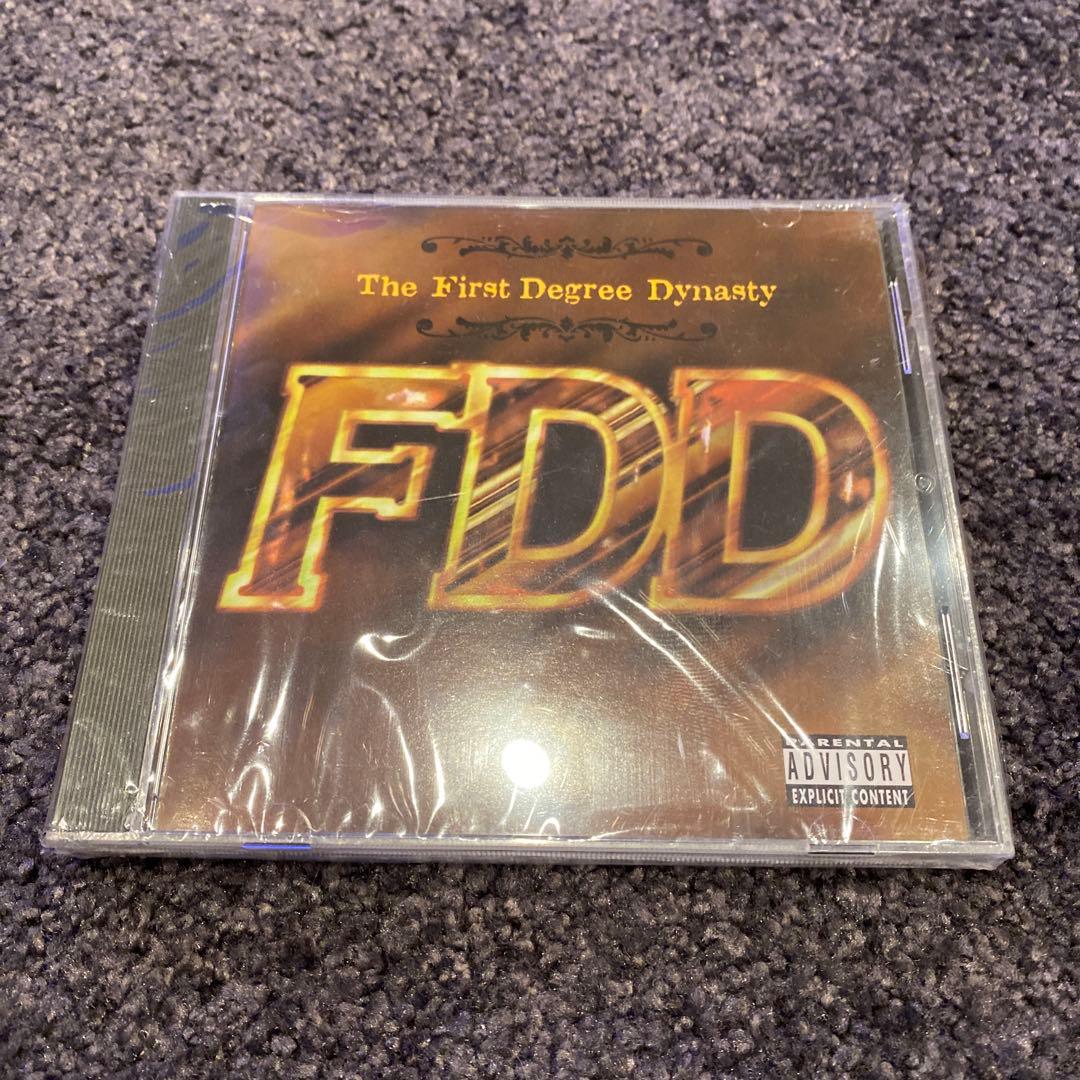 The First Degree Dynasty
FDD
PARENTAL
ADVISORY
EXPLICIT CONTENT